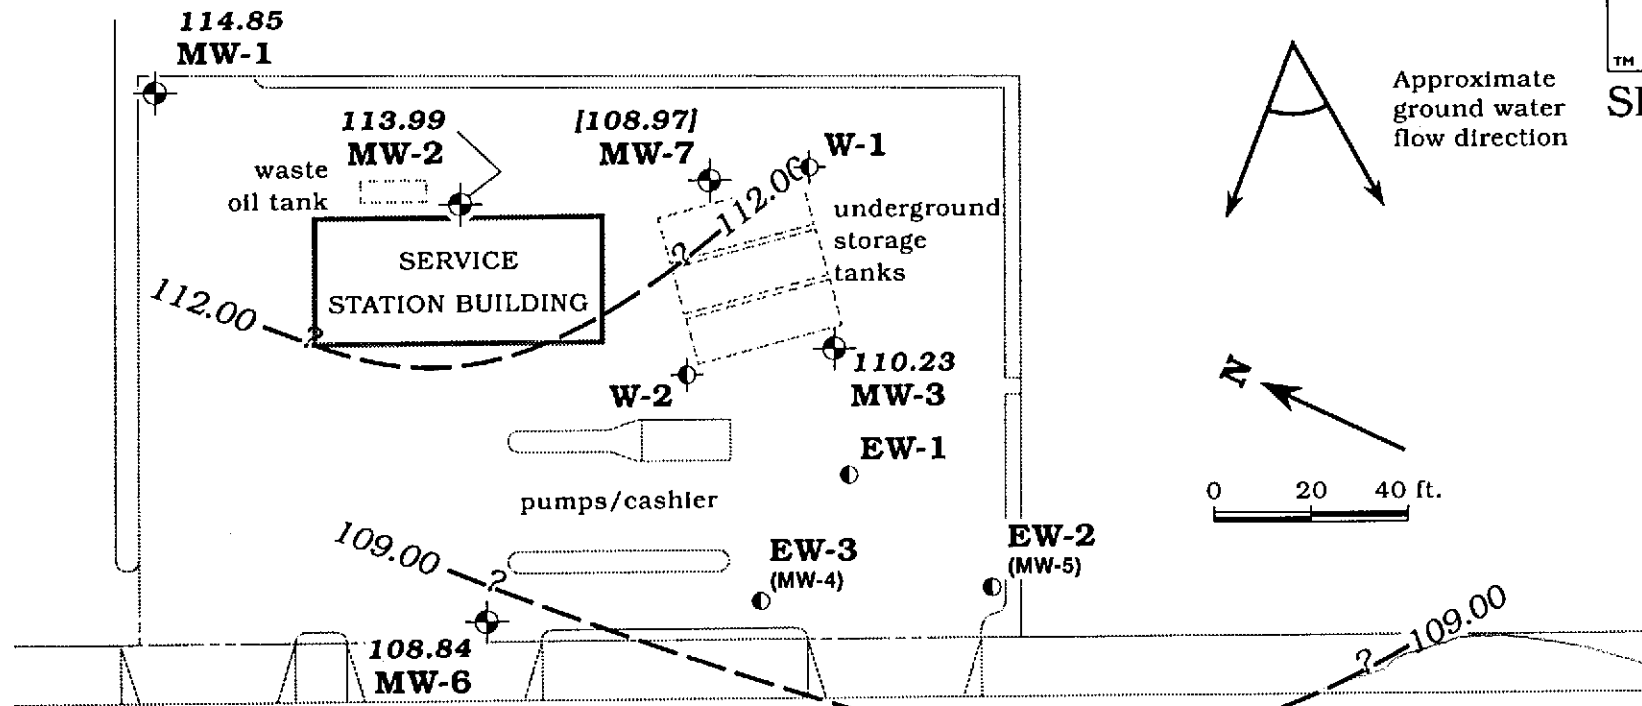 114.85
MW-1
113.99
MW-2
[108.97]
MW-7
W-1
112.06
waste
oil tank
underground
storage
tanks
SERVICE
STATION BUILDING
112.00
?
?
110.23
MW-3
W-2
EW-1
pumps/cashier
109.00
?
EW-3
(MW-4)
EW-2
(MW-5)
108.84
MW-6
?
109.00
Approximate
ground water
flow direction
N
0 20 40 ft.
TM